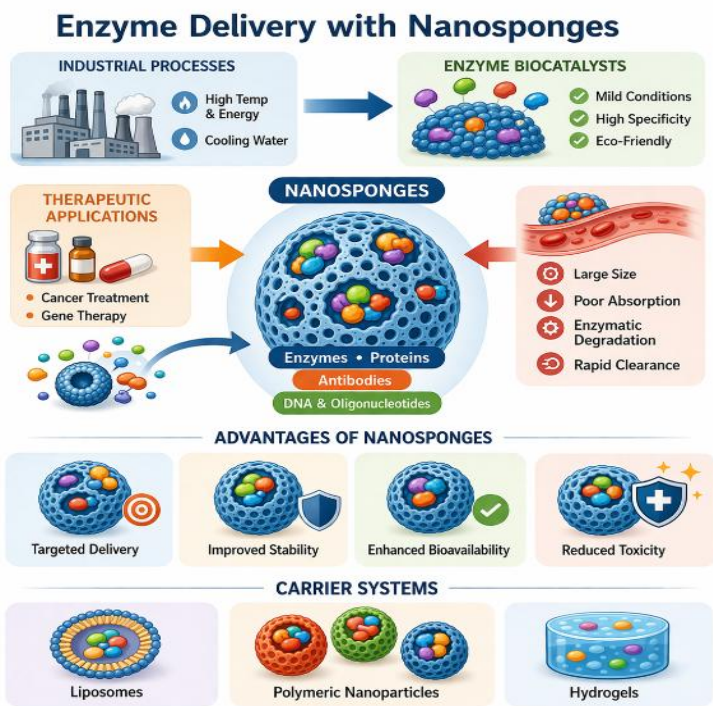 Enzyme Delivery with Nanosponges
INDUSTRIAL PROCESSES
High Temp
& Energy
Cooling Water
ENZYME BIOCATALYSTS
Mild Conditions
High Specificity
Eco-Friendly
THERAPEUTIC
APPLICATIONS
• Cancer Treatment
• Gene Therapy
NANOSPONGES
Enzymes • Proteins
Antibodies
DNA & Oligonucleotides
Large Size
Poor Absorption
Enzymatic
Degradation
Rapid Clearance
ADVANTAGES OF NANOSPONGES
Targeted Delivery
Improved Stability
Enhanced Bioavailability
Reduced Toxicity
CARRIER SYSTEMS
Liposomes
Polymeric Nanoparticles
Hydrogels